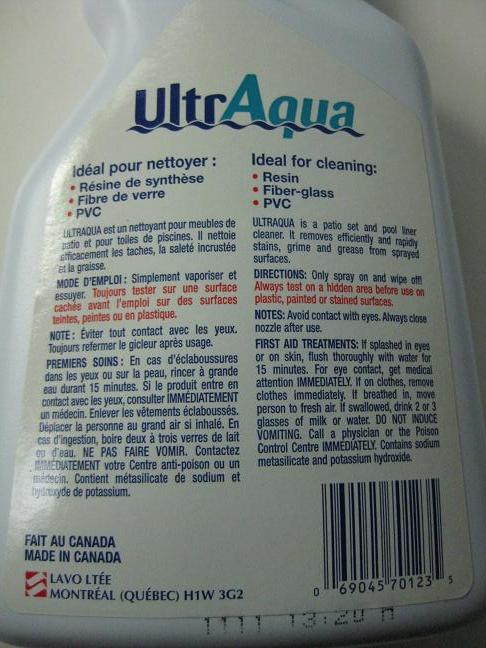 UltrAqua
Idéal pour nettoyer :
• Résine de synthèse
• Fibre de verre
• PVC
ULTRAQUA est un nettoyant pour meubles de
patio et pour toiles de piscines. Il nettoie
efficacement les taches, la saleté incrustée
et la graisse.
MODE D'EMPLOI : Simplement vaporiser et
essuyer. Toujours tester sur une surface
cachée avant l'emploi sur des surfaces
teintes, peintes ou en plastique.
NOTE : Éviter tout contact avec les yeux.
Toujours refermer le gicleur après usage.
PREMIERS SOINS : En cas d'éclaboussures
dans les yeux ou sur la peau, rincer à grande
eau durant 15 minutes. Si le produit entre en
contact avec les yeux, consulter IMMÉDIATEMENT
un médecin. Enlever les vêtements éclaboussés.
Déplacer la personne au grand air si inhalé. En
cas d'ingestion, boire deux à trois verres de lait
ou d'eau. NE PAS FAIRE VOMIR. Contactez
IMMÉDIATEMENT votre Centre anti-poison ou un
médecin. Contient métasilicate de sodium et
hydroxyde de potassium.
Ideal for cleaning:
• Resin
• Fiber-glass
• PVC
ULTRAQUA is a patio set and pool liner
cleaner. It removes efficiently and rapidly
stains, grime and grease from sprayed
surfaces.
DIRECTIONS: Only spray on and wipe off!
Always test on a hidden area before use on
plastic, painted or stained surfaces.
NOTES: Avoid contact with eyes. Always close
nozzle after use.
FIRST AID TREATMENTS: If splashed in eyes
or on skin, flush thoroughly with water for
15 minutes. For eye contact, get medical
attention IMMEDIATELY. If on clothes, remove
clothes immediately. If breathed in, move
person to fresh air. If swallowed, drink 2 or 3
glasses of milk or water. DO NOT INDUCE
VOMITING. Call a physician or the Poison
Control Centre IMMEDIATELY. Contains sodium
metasilicate and potassium hydroxide.
FAIT AU CANADA
MADE IN CANADA
LAVO LTÉE
MONTRÉAL (QUÉBEC) H1W 3G2
0 69045 70123 5
1111 13:20